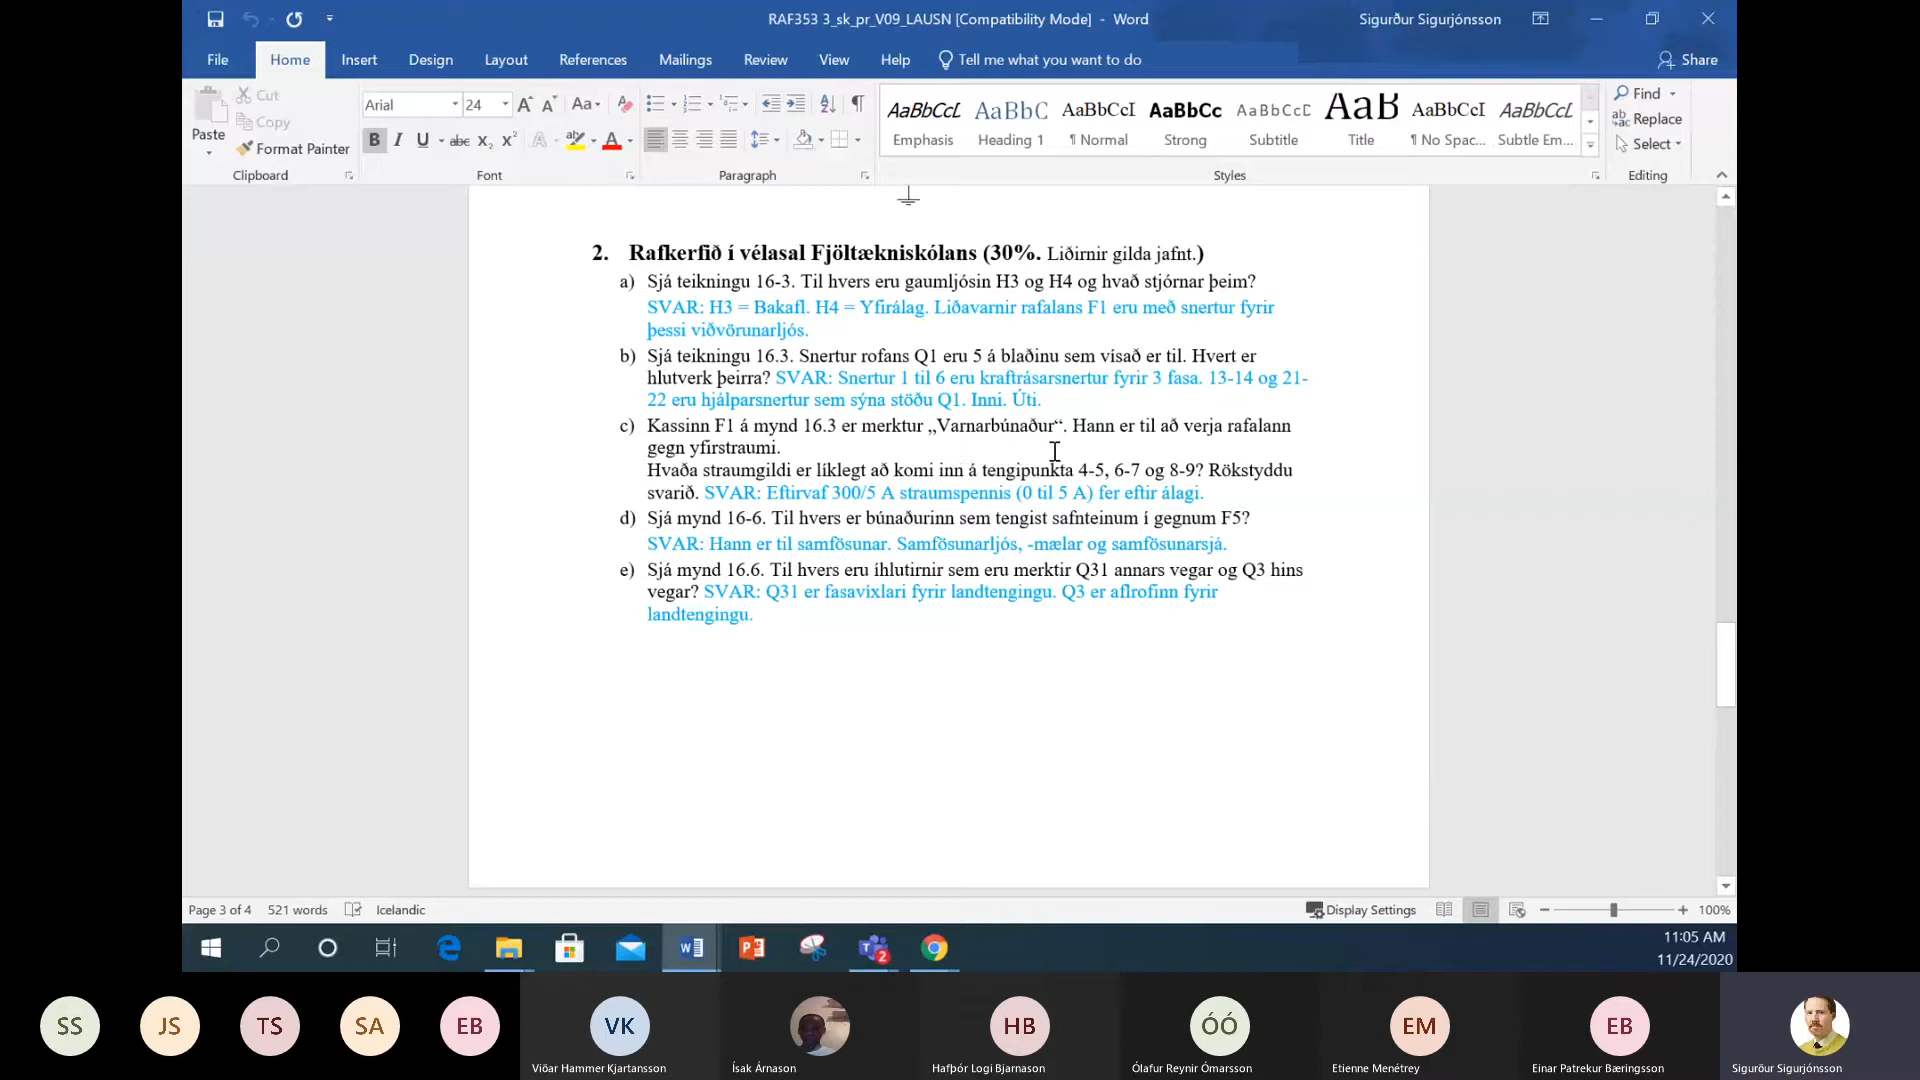 RAF353 3_sk_pr_V09_LAUSN [Compatibility Mode] - Word
Sigurður Sigurjónsson
File Home Insert Design Layout References Mailings Review View Help Tell me what you want to do Share
Paste
Cut
Copy
Format Painter
Clipboard
Arial 24
Font
Paragraph
AaBbCcL AaBbC AaBbCcI AaBbCc AaBbCcD AaB AaBbCcI AaBbCcL
Emphasis Heading 1 ¶ Normal Strong Subtitle Title ¶ No Spac... Subtle Em...
Styles
Find
Replace
Select
Editing
2. Rafkerfið í vélasal Fjöltækniskólans (30%. Liðirnir gilda jafnt.)
a) Sjá teikningu 16-3. Til hvers eru gaumljósin H3 og H4 og hvað stjórnar þeim?
SVAR: H3 = Bakafl. H4 = Yfirálag. Liðavarnir rafalans F1 eru með snertur fyrir
þessi viðvörunarljós.
b) Sjá teikningu 16.3. Snertur rofans Q1 eru 5 á blaðinu sem vísað er til. Hvert er
hlutverk þeirra? SVAR: Snertur 1 til 6 eru kraftrásarsnertur fyrir 3 fasa. 13-14 og 21-
22 eru hjálparsnertur sem sýna stöðu Q1. Inni. Úti.
c) Kassinn F1 á mynd 16.3 er merktur „Varnarbúnaður“. Hann er til að verja rafalann
gegn yfirstraumi.
Hvaða straumgildi er líklegt að komi inn á tengipunkta 4-5, 6-7 og 8-9? Rökstyddu
svarið. SVAR: Eftirvaf 300/5 A straumspennis (0 til 5 A) fer eftir álagi.
d) Sjá mynd 16-6. Til hvers er búnaðurinn sem tengist safnteinum í gegnum F5?
SVAR: Hann er til samfösunar. Samfösunarljós, -mælar og samfösunarsjá.
e) Sjá mynd 16.6. Til hvers eru íhlutirnir sem eru merktir Q31 annars vegar og Q3 hins
vegar? SVAR: Q31 er fasavíxlari fyrir landtengingu. Q3 er aflrofinn fyrir
landtengingu.
Page 3 of 4 521 words Icelandic Display Settings 100%
11:05 AM
11/24/2020
SS JS TS SA EB VK HB ÓÓ EM EB
Viðar Hammer Kjartansson Ísak Árnason Hafþór Logi Bjarnason Ólafur Reynir Ómarsson Etienne Menétrey Einar Patrekur Bæringsson Sigurður Sigurjónsson